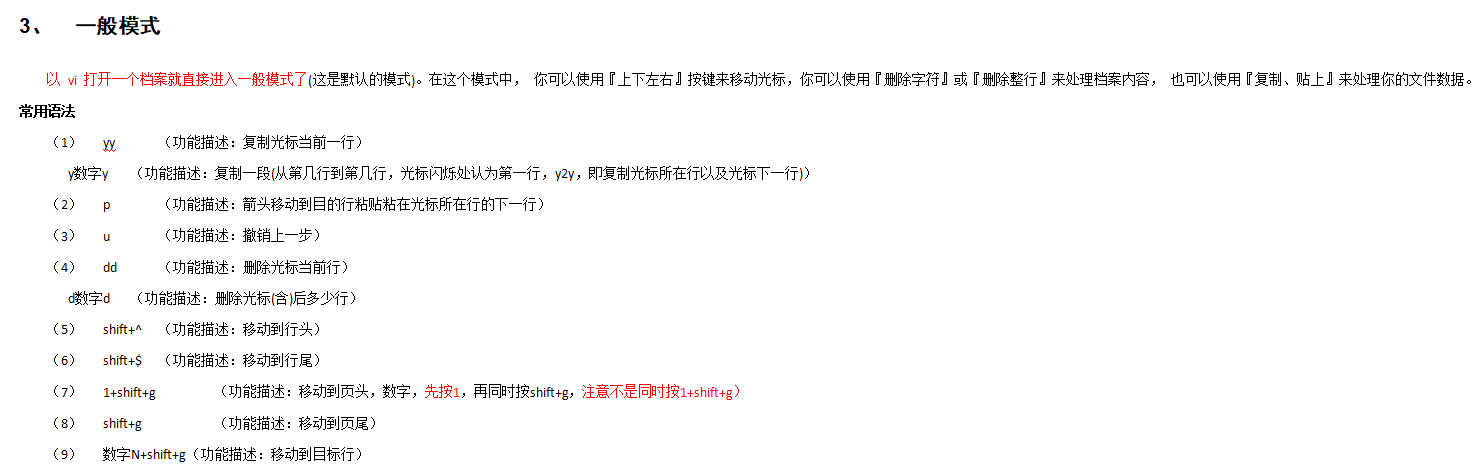 3、 一般模式
以 vi 打开一个档案就直接进入一般模式了(这是默认的模式)。在这个模式中， 你可以使用『上下左右』按键来移动光标，你可以使用『删除字符』或『删除整行』来处理档案内容， 也可以使用『复制、贴上』来处理你的文件数据。
常用语法
（1） yy （功能描述：复制光标当前一行）
y数字y （功能描述：复制一段(从第几行到第几行，光标闪烁处认为第一行，y2y，即复制光标所在行以及光标下一行)）
（2） p （功能描述：箭头移动到目的行粘贴粘在光标所在行的下一行）
（3） u （功能描述：撤销上一步）
（4） dd （功能描述：删除光标当前行）
d数字d （功能描述：删除光标(含)后多少行）
（5） shift+^ （功能描述：移动到行头）
（6） shift+$ （功能描述：移动到行尾）
（7） 1+shift+g （功能描述：移动到页头，数字，先按1，再同时按shift+g，注意不是同时按1+shift+g）
（8） shift+g （功能描述：移动到页尾）
（9） 数字N+shift+g（功能描述：移动到目标行）